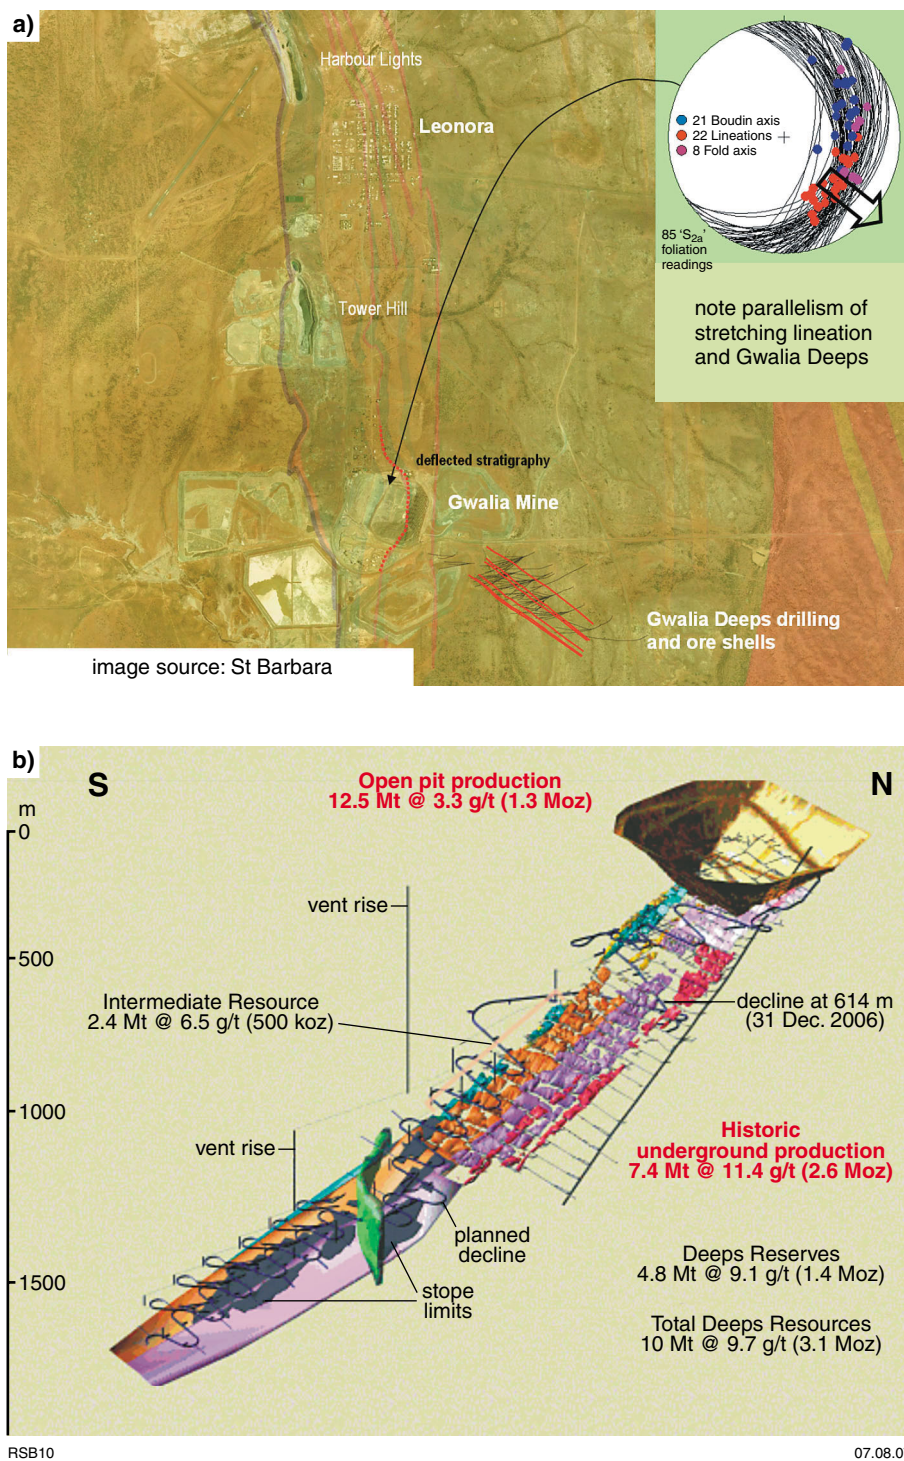 a)
Harbour Lights
Leonora
21 Boudin axis
22 Lineations
8 Fold axis
85 'S2a'
foliation
readings
note parallelism of
stretching lineation
and Gwalia Deeps
Tower Hill
deflected stratigraphy
Gwalia Mine
Gwalia Deeps drilling
and ore shells
image source: St Barbara
b)
S
N
m
0
500
1000
1500
Open pit production
12.5 Mt @ 3.3 g/t (1.3 Moz)
vent rise
Intermediate Resource
2.4 Mt @ 6.5 g/t (500 koz)
decline at 614 m
(31 Dec. 2006)
vent rise
Historic
underground production
7.4 Mt @ 11.4 g/t (2.6 Moz)
planned
decline
stope
limits
Deeps Reserves
4.8 Mt @ 9.1 g/t (1.4 Moz)
Total Deeps Resources
10 Mt @ 9.7 g/t (3.1 Moz)
RSB10
07.08.0